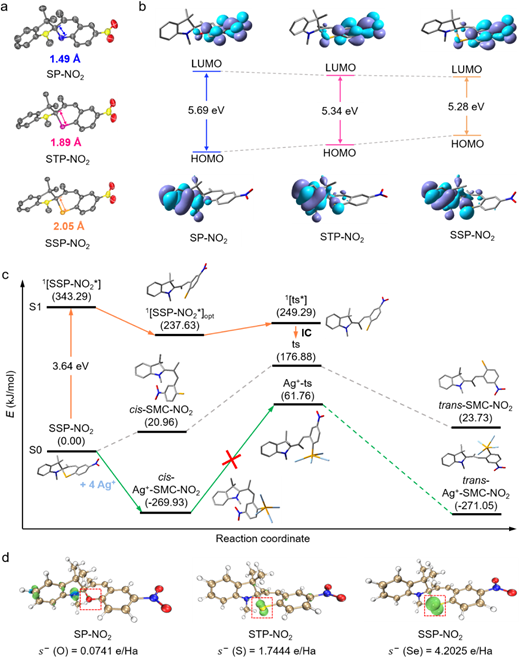 a
1.49 Å
SP-NO₂
1.89 Å
STP-NO₂
2.05 Å
SSP-NO₂
b
LUMO
5.69 eV
HOMO
SP-NO₂
LUMO
5.34 eV
HOMO
STP-NO₂
LUMO
5.28 eV
HOMO
SSP-NO₂
c
E (kJ/mol)
S1
S0
¹[SSP-NO₂*]
(343.29)
3.64 eV
SSP-NO₂
(0.00)
¹[SSP-NO₂*]opt
(237.63)
¹[ts*]
(249.29)
IC
ts
(176.88)
cis-SMC-NO₂
(20.96)
Ag⁺-ts
(61.76)
trans-SMC-NO₂
(23.73)
+ 4 Ag⁺
cis-
Ag⁺-SMC-NO₂
(-269.93)
trans-
Ag⁺-SMC-NO₂
(-271.05)
Reaction coordinate
d
SP-NO₂
s⁻ (O) = 0.0741 e/Ha
STP-NO₂
s⁻ (S) = 1.7444 e/Ha
SSP-NO₂
s⁻ (Se) = 4.2025 e/Ha